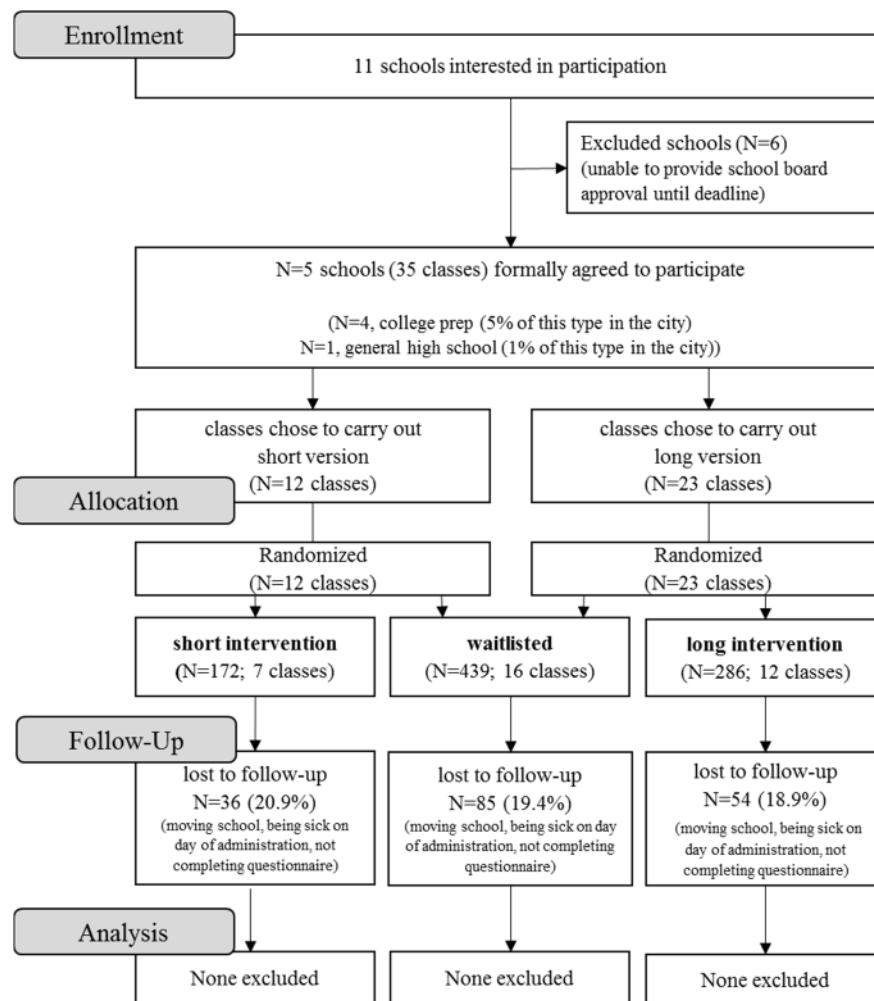 Enrollment
11 schools interested in participation
Excluded schools (N=6)
(unable to provide school board
approval until deadline)
N=5 schools (35 classes) formally agreed to participate
(N=4, college prep (5% of this type in the city)
N=1, general high school (1% of this type in the city))
classes chose to carry out
short version
(N=12 classes)
classes chose to carry out
long version
(N=23 classes)
Allocation
Randomized
(N=12 classes)
Randomized
(N=23 classes)
short intervention
(N=172; 7 classes)
waitlisted
(N=439; 16 classes)
long intervention
(N=286; 12 classes)
Follow-Up
lost to follow-up
N=36 (20.9%)
(moving school, being sick on
day of administration, not
completing questionnaire)
lost to follow-up
N=85 (19.4%)
(moving school, being sick on day
of administration, not completing
questionnaire)
lost to follow-up
N=54 (18.9%)
(moving school, being sick on
day of administration, not
completing questionnaire)
Analysis
None excluded
None excluded
None excluded